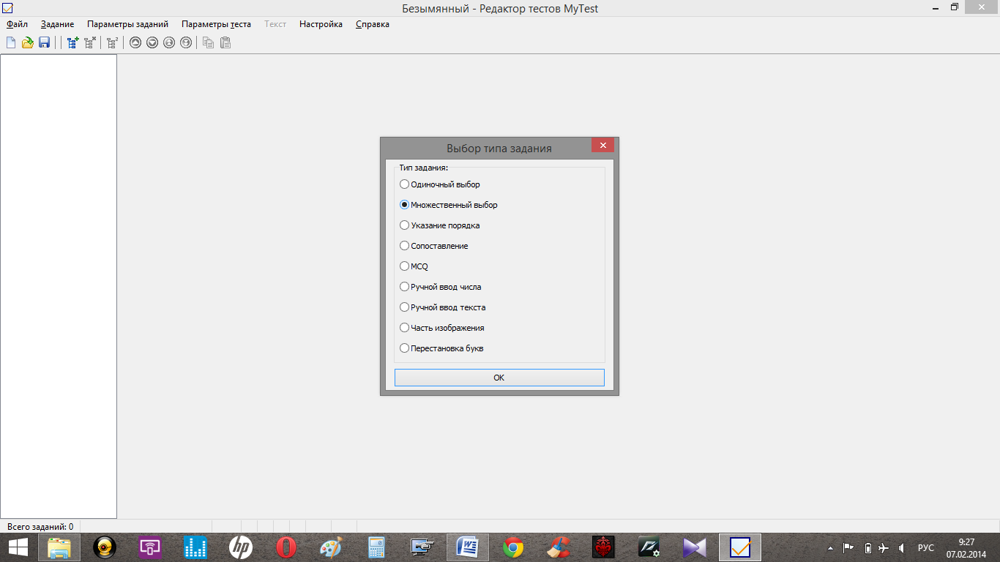 Безымянный - Редактор тестов MyTest
Файл Задание Параметры заданий Параметры теста Текст Настройка Справка
Выбор типа задания
Тип задания:
Одиночный выбор
Множественный выбор
Указание порядка
Сопоставление
MCQ
Ручной ввод числа
Ручной ввод текста
Часть изображения
Перестановка букв
OK
Всего заданий: 0
hp
РУС
9:27
07.02.2014